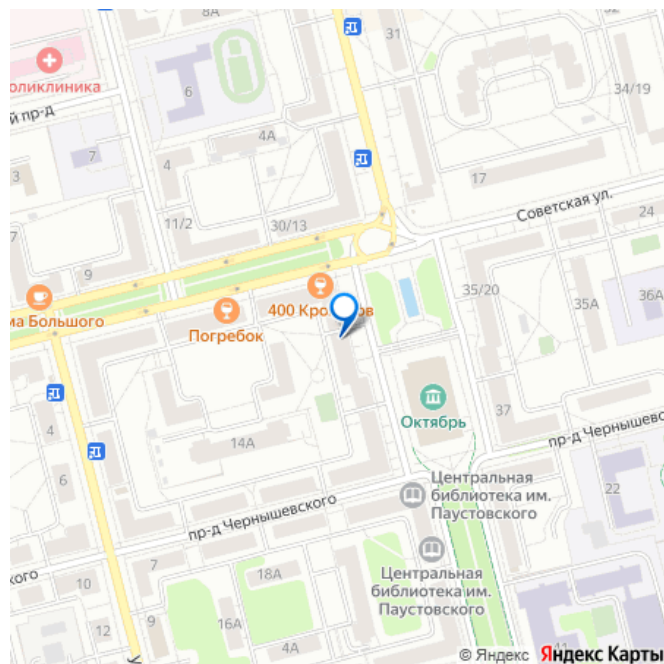 8А
31
оликлиника
6
34/19
й пр-д
4А
7
3
4
17
Советская ул.
11/2
30/13
24
7
9
35/20
36А
35А
ма Большого
400 Кро
ов
Погребок
Октябрь
37
4
14А
пр-д Чернышевс
6
Центральная
библиотека им.
Паустовского
22
пр-д Чернышевского
ского
7
10
18А
Центральная
библиотека им.
Паустовского
12
9
16А
4А
у
© Яндекс Яндекс Карты